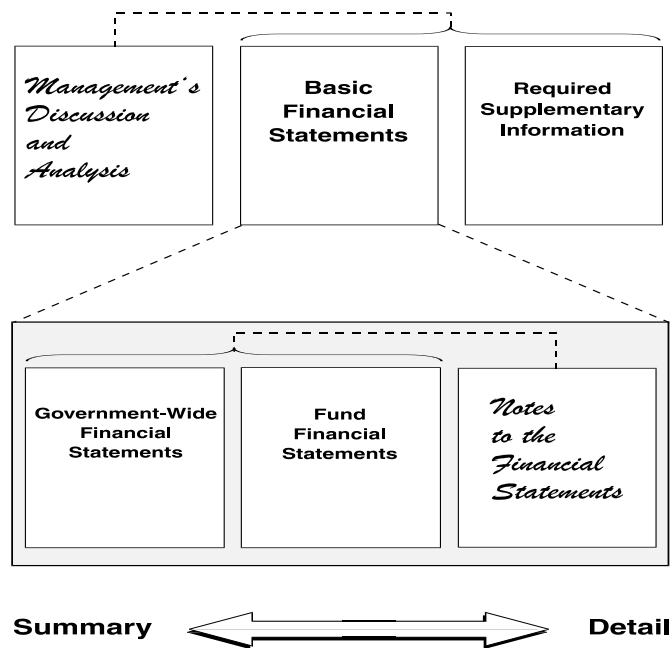 Management's
Discussion
and
Analysis
Basic
Financial
Statements
Required
Supplementary
Information
Government-Wide
Financial
Statements
Fund
Financial
Statements
Notes
to the
Financial
Statements
Summary
Detail